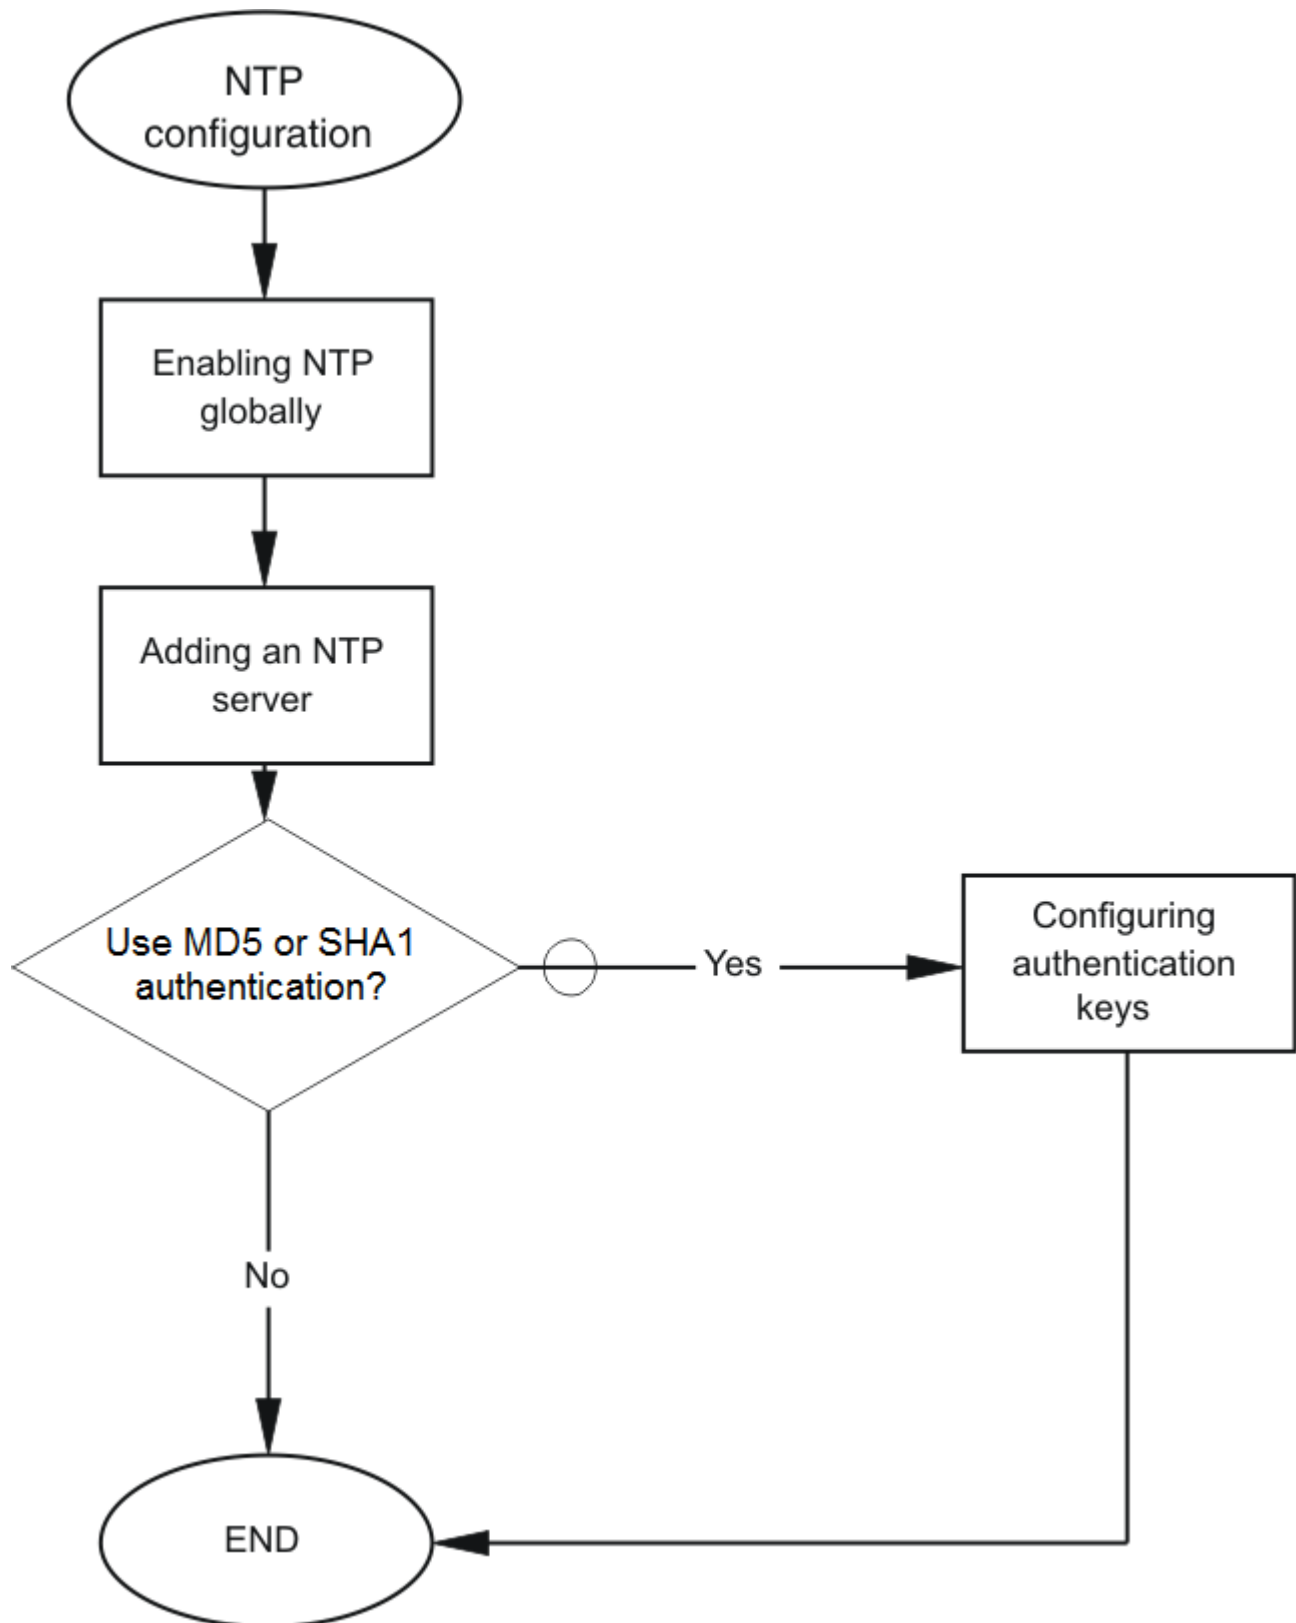 NTP
configuration
Enabling NTP
globally
Adding an NTP
server
Use MD5 or SHA1
authentication?
Yes
Configuring
authentication
keys
No
END